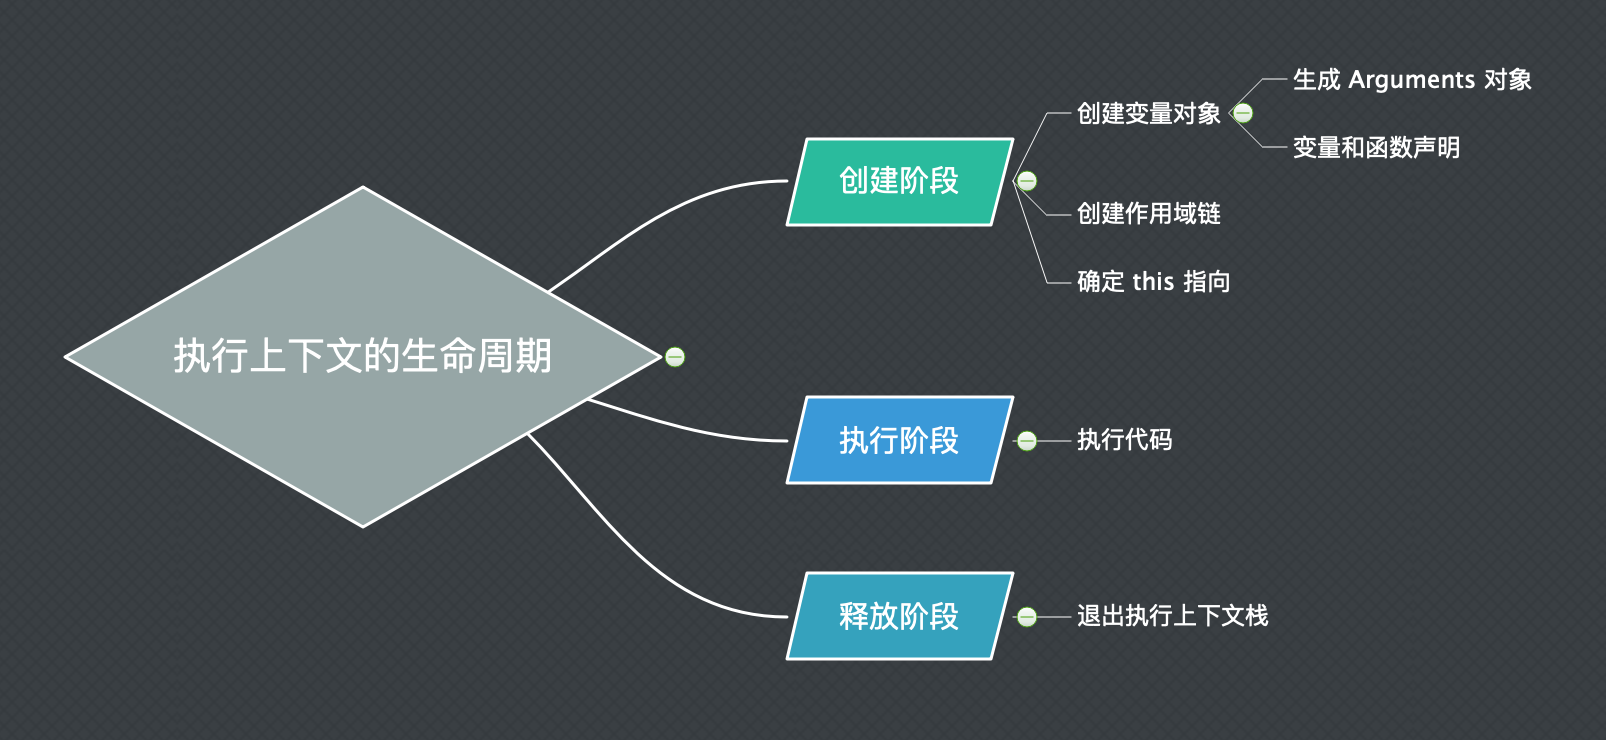 执行上下文的生命周期
创建阶段
创建变量对象
生成 Arguments 对象
变量和函数声明
创建作用域链
确定 this 指向
执行阶段
执行代码
释放阶段
退出执行上下文栈